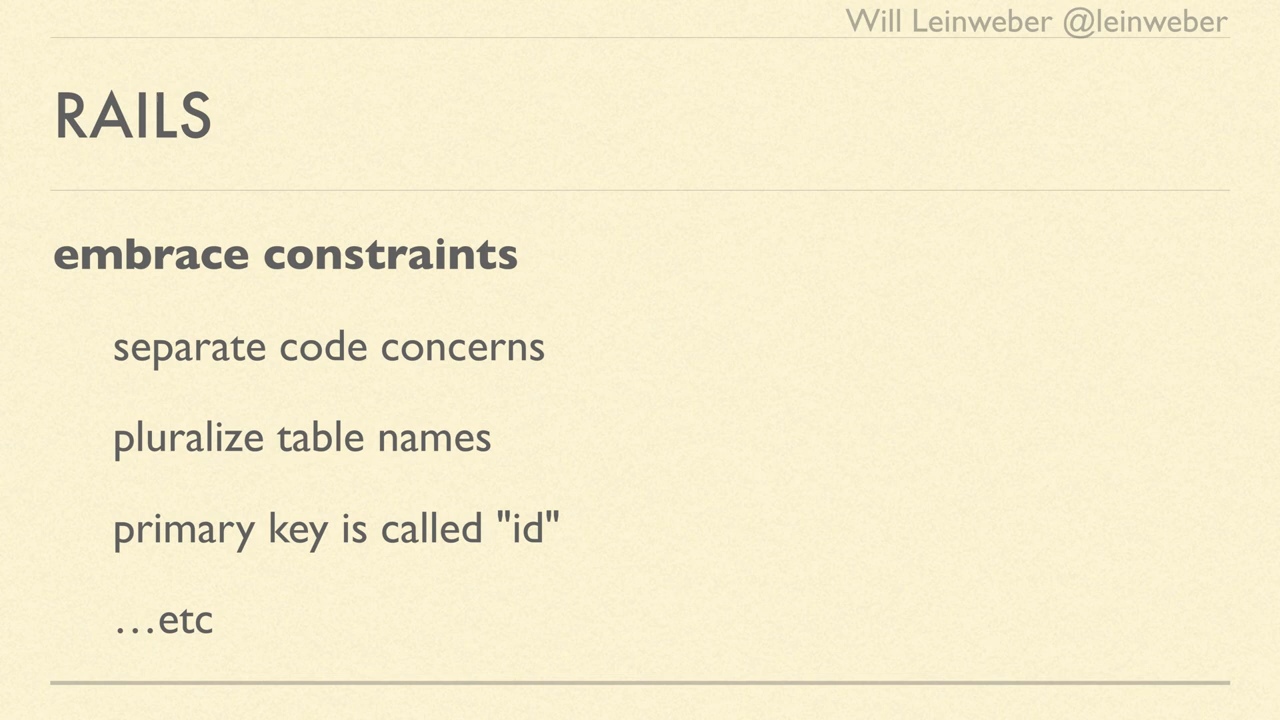 Will Leinweber @leinweber
RAILS
embrace constraints
separate code concerns
pluralize table names
primary key is called "id"
…etc